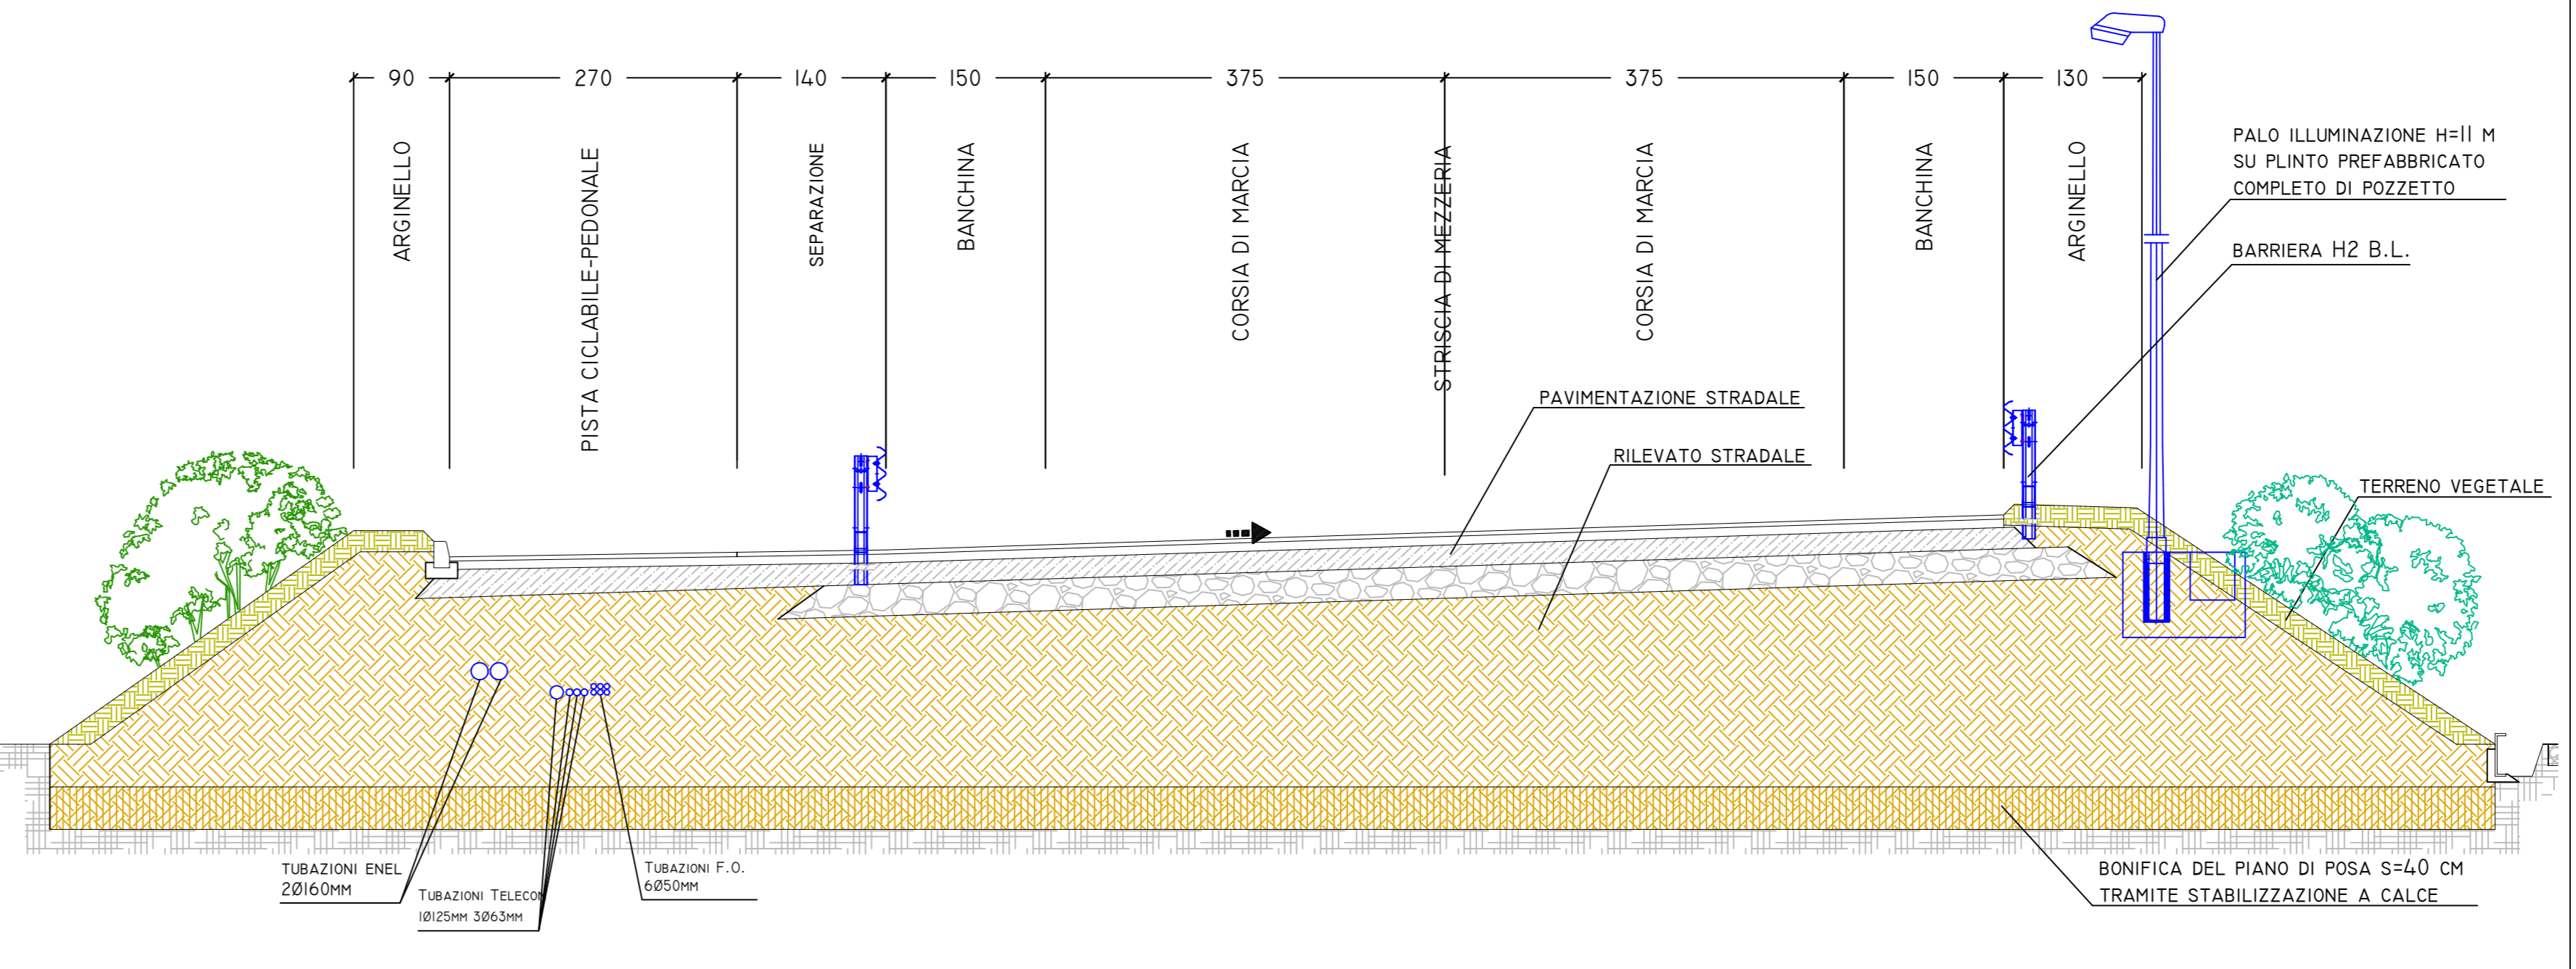 90
270
140
150
375
375
150
130
ARGINELLO
PISTA CICLABILE-PEDONALE
SEPARAZIONE
BANCHINA
CORSIA DI MARCIA
STRISCIA DI MEZZERIA
CORSIA DI MARCIA
BANCHINA
ARGINELLO
PALO ILLUMINAZIONE H=11 M
SU PLINTO PREFABBRICATO
COMPLETO DI POZZETTO
BARRIERA H2 B.L.
PAVIMENTAZIONE STRADALE
RILEVATO STRADALE
TERRENO VEGETALE
TUBAZIONI ENEL
2Ø160MM
TUBAZIONI TELECOM
1Ø125MM 3Ø63MM
TUBAZIONI F.O.
6Ø50MM
BONIFICA DEL PIANO DI POSA S=40 CM
TRAMITE STABILIZZAZIONE A CALCE